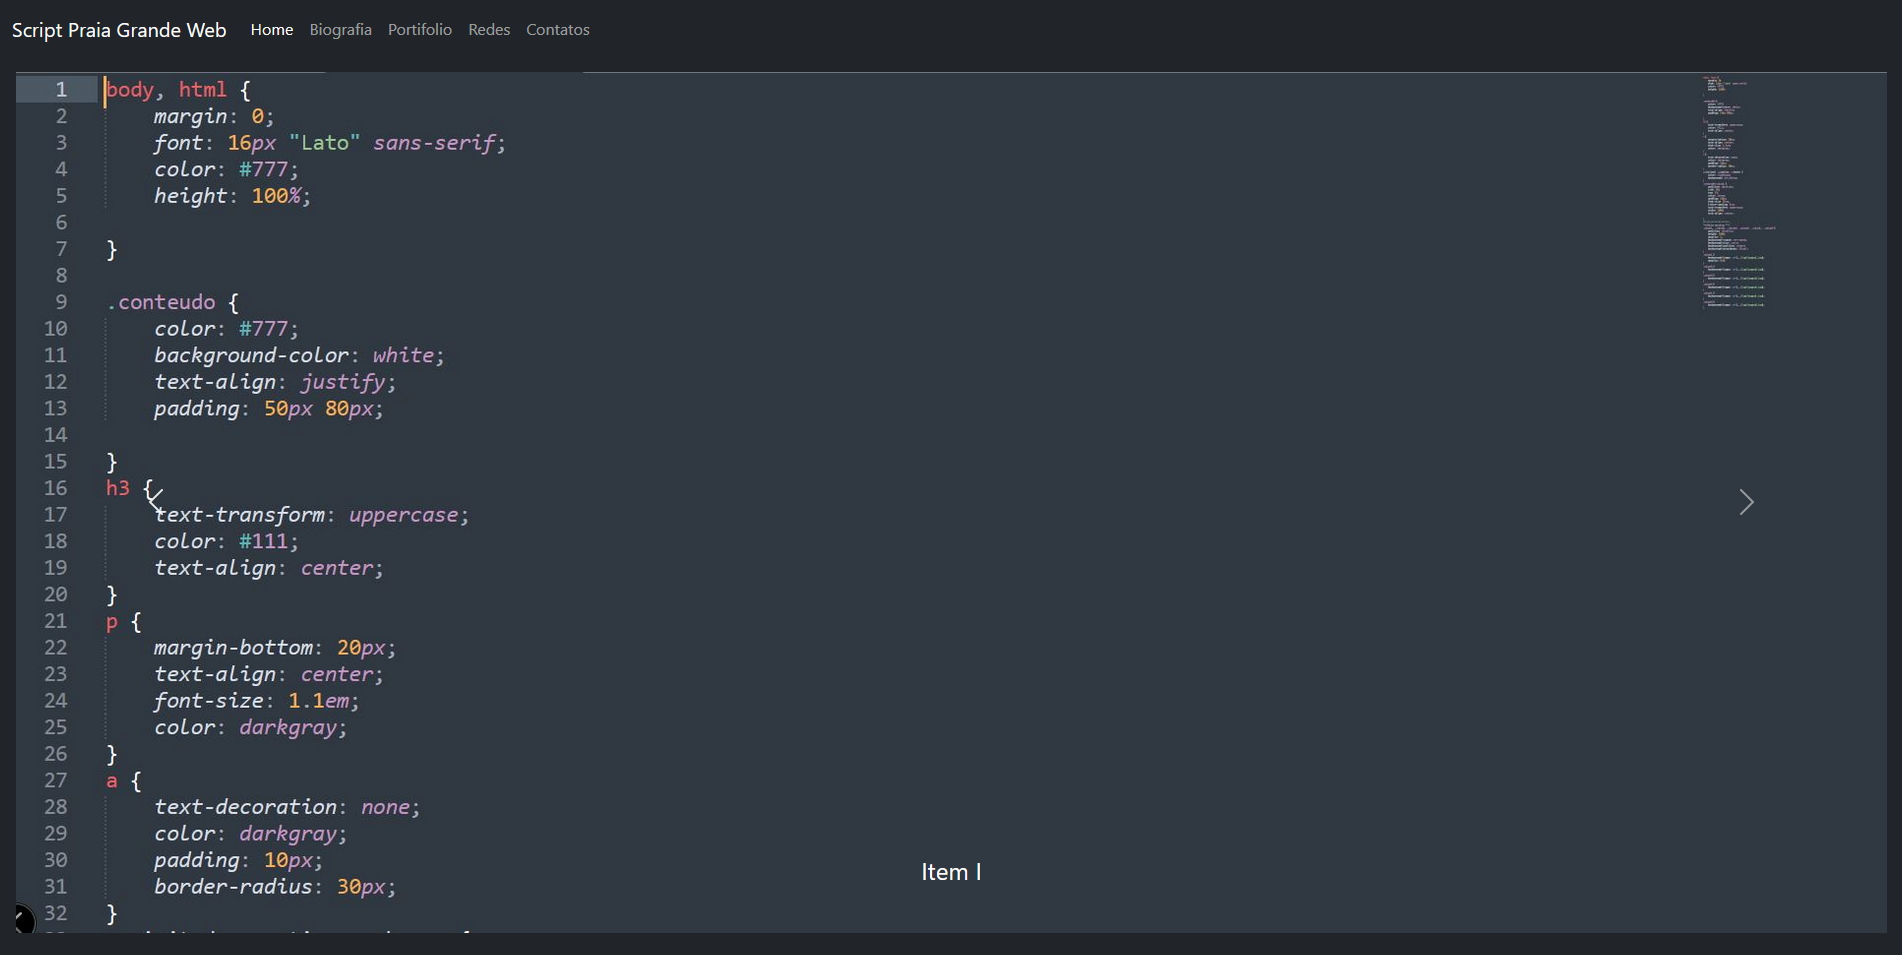 Script Praia Grande Web Home Biografia Portifolio Redes Contatos
1 body, html {
2 margin: 0;
3 font: 16px "Lato" sans-serif;
4 color: #777;
5 height: 100%;
6
7 }
8
9 .conteudo {
10 color: #777;
11 background-color: white;
12 text-align: justify;
13 padding: 50px 80px;
14
15 }
16 h3 {
17 text-transform: uppercase;
18 color: #111;
19 text-align: center;
20 }
21 p {
22 margin-bottom: 20px;
23 text-align: center;
24 font-size: 1.1em;
25 color: darkgray;
26 }
27 a {
28 text-decoration: none;
29 color: darkgray;
30 padding: 10px;
31 border-radius: 30px;
32 }
Item I